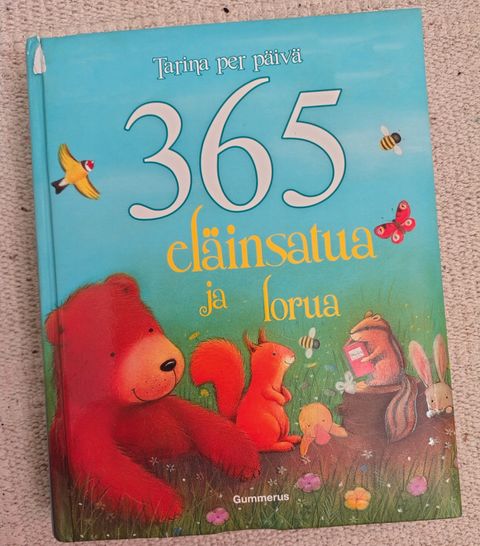 Tarina per päivä
365
eläinsatua
ja lorua
Gummerus